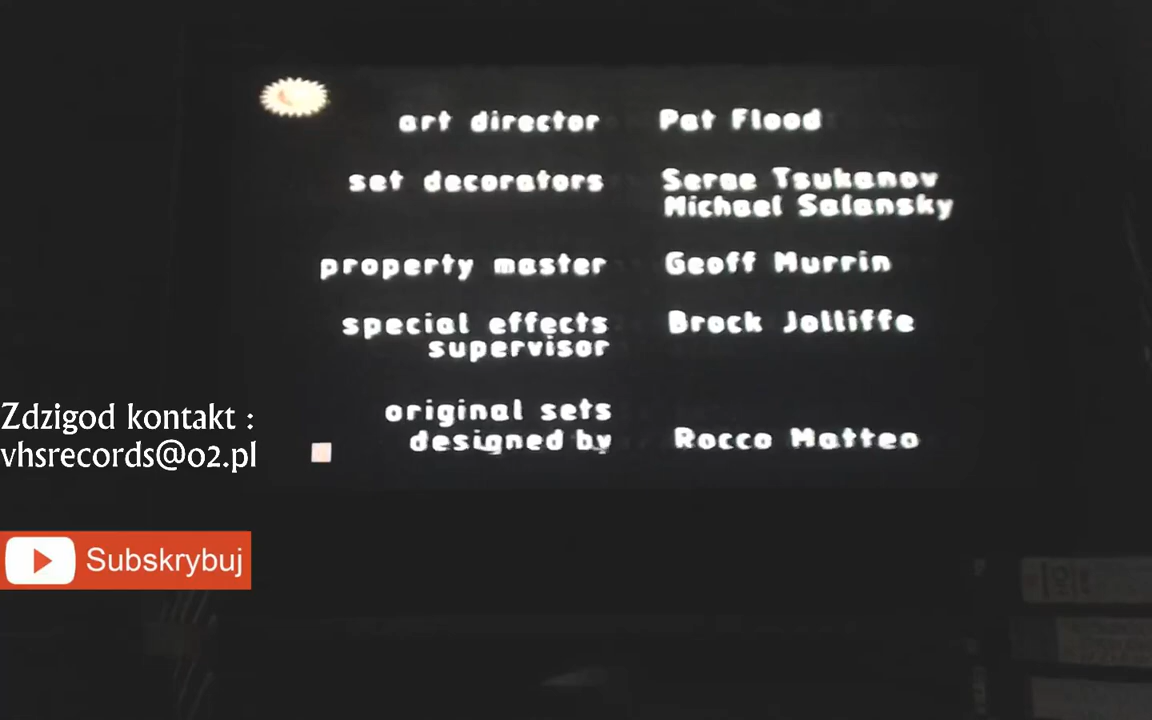 art director Pat Flood
set decorators Serge Tsukanov
Michael Salansky
property master Geoff Murrin
special effects Brock Jolliffe
supervisor
original sets
designed by Rocco Matteo
Zdzigod kontakt :
vhsrecords@o2.pl
Subskrybuj